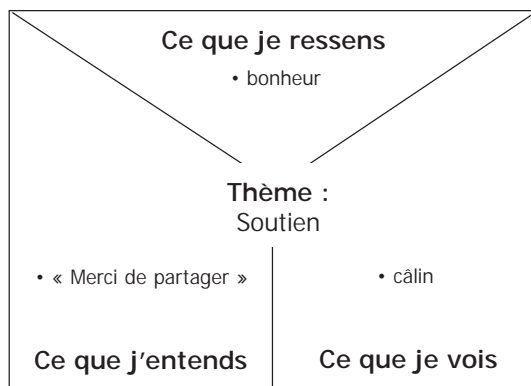 Ce que je ressens
• bonheur
Thème :
Soutien
• « Merci de partager »
• câlin
Ce que j'entends
Ce que je vois